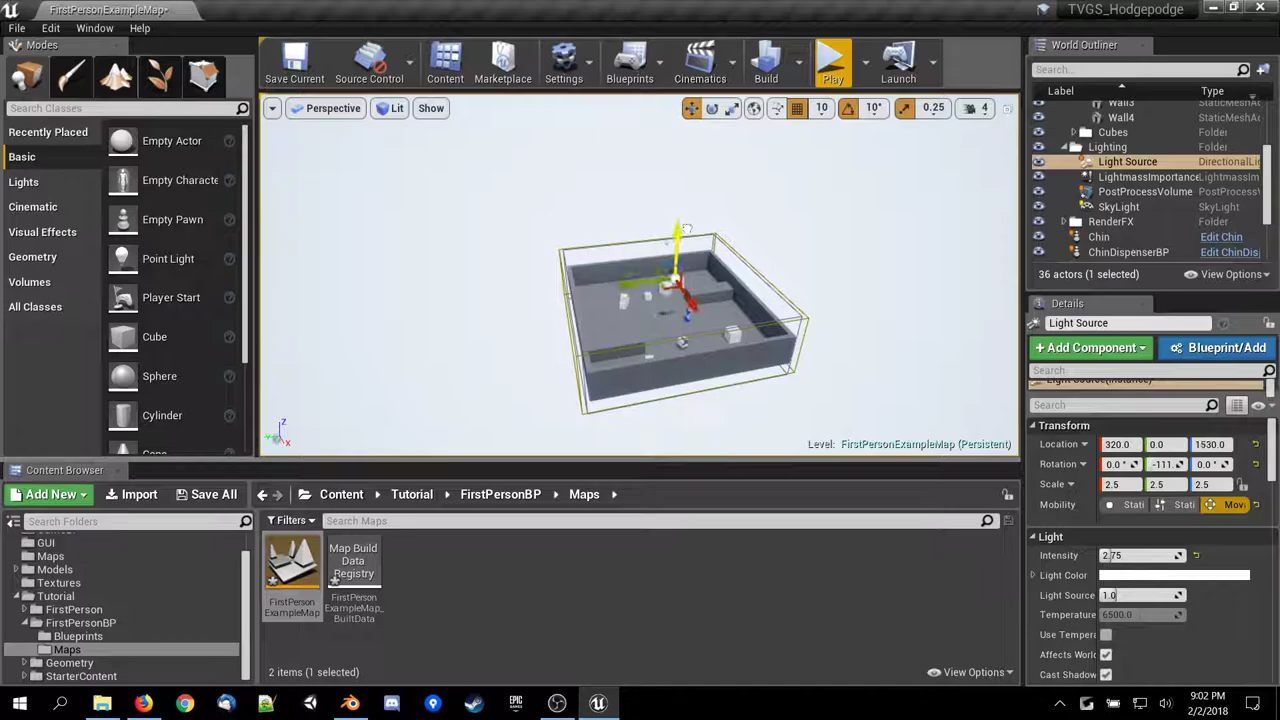 FirstPersonExampleMap*
TVGS_Hodgepodge
File Edit Window Help
Modes
Search Classes
Recently Placed
Basic
Lights
Cinematic
Visual Effects
Geometry
Volumes
All Classes
Empty Actor
Empty Characte
Empty Pawn
Point Light
Player Start
Cube
Sphere
Cylinder
Save Current
Source Control
Content
Marketplace
Settings
Blueprints
Cinematics
Build
Play
Launch
Perspective
Lit
Show
10
10°
0.25
4
z
x
Level: FirstPersonExampleMap (Persistent)
World Outliner
Search...
Label Type
Wall3 StaticMeshAc
Wall4 StaticMeshAc
Cubes Folder
Lighting Folder
Light Source DirectionalLig
LightmassImportance LightmassIm
PostProcessVolume PostProcessV
SkyLight SkyLight
RenderFX Folder
Chin Edit Chin
ChinDispenserBP Edit ChinDis
36 actors (1 selected) View Options
Details
Light Source
+ Add Component
Blueprint/Add
Search
Light Source(Instance)
Search
Transform
Location 320.0 0.0 1530.0
Rotation 0.0 ° -111. 0.0 °
Scale 2.5 2.5 2.5
Mobility Stati Stati Mov
Light
Intensity 2.75
Light Color
Light Source 1.0
Temperature 6500.0
Use Tempera
Affects World
Cast Shadow
Content Browser
Add New
Import
Save All
Content Tutorial FirstPersonBP Maps
Search Folders
GUI
Maps
Models
Textures
Tutorial
FirstPerson
FirstPersonBP
Blueprints
Maps
Geometry
StarterContent
Filters
Search Maps
FirstPerson
ExampleMap
Map Build
Data
Registry
FirstPerson
ExampleMap_
BuiltData
2 items (1 selected)
View Options
9:02 PM
2/2/2018